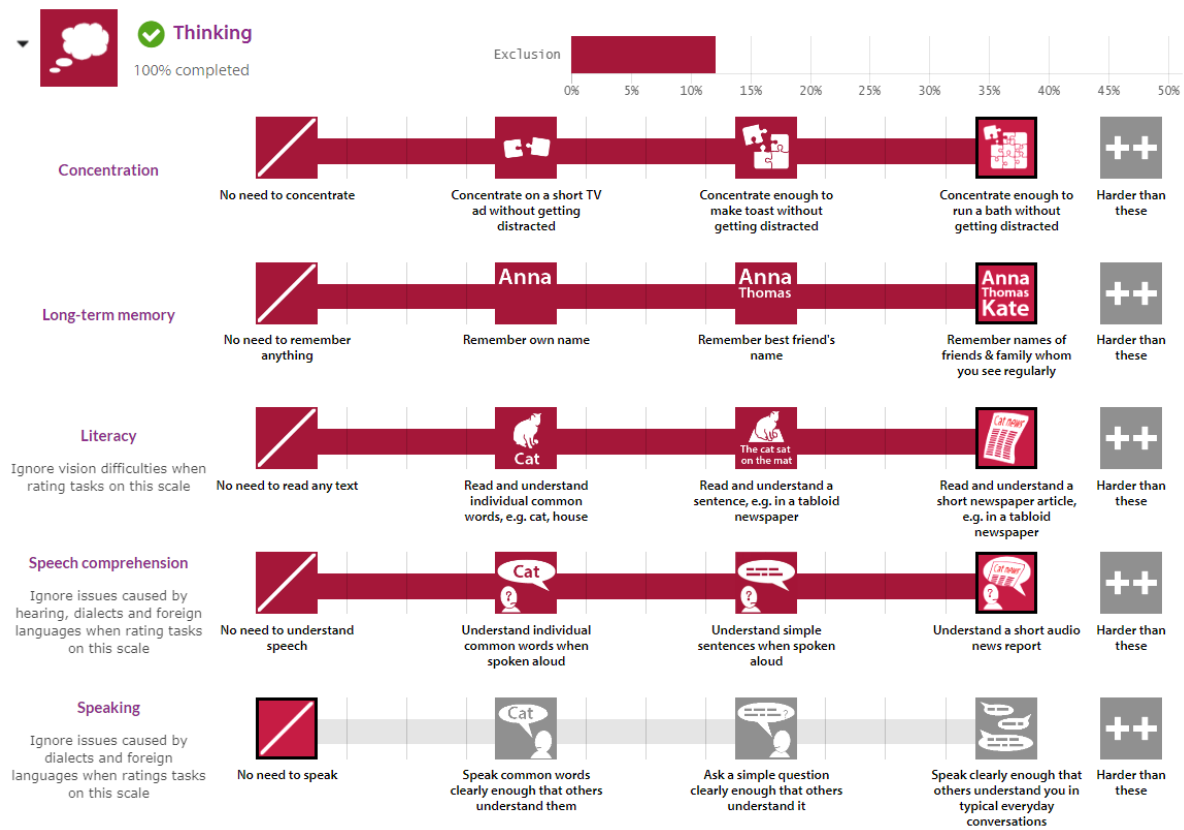 Thinking
100% completed
Exclusion
0% 5% 10% 15% 20% 25% 30% 35% 40% 45% 50%
Concentration
No need to concentrate
Concentrate on a short TV
ad without getting
distracted
Concentrate enough to
make toast without
getting distracted
Concentrate enough to
run a bath without
getting distracted
++
Harder than
these
Long-term memory
No need to remember
anything
Anna
Remember own name
Anna
Thomas
Remember best friend's
name
Anna
Thomas
Kate
Remember names of
friends & family whom
you see regularly
++
Harder than
these
Literacy
Ignore vision difficulties when
rating tasks on this scale
No need to read any text
Cat
Read and understand
individual common
words, e.g. cat, house
The cat sat
on the mat
Read and understand a
sentence, e.g. in a tabloid
newspaper
Cat news
Read and understand a
short newspaper article,
e.g. in a tabloid
newspaper
++
Harder than
these
Speech comprehension
Ignore issues caused by
hearing, dialects and foreign
languages when rating tasks
on this scale
No need to understand
speech
Cat
?
Understand individual
common words when
spoken aloud
?
Understand simple
sentences when spoken
aloud
Cat news
?
Understand a short audio
news report
++
Harder than
these
Speaking
Ignore issues caused by
dialects and foreign
languages when ratings tasks
on this scale
No need to speak
Cat
Speak common words
clearly enough that others
understand them
?
Ask a simple question
clearly enough that others
understand it
Speak clearly enough that
others understand you in
typical everyday
conversations
++
Harder than
these